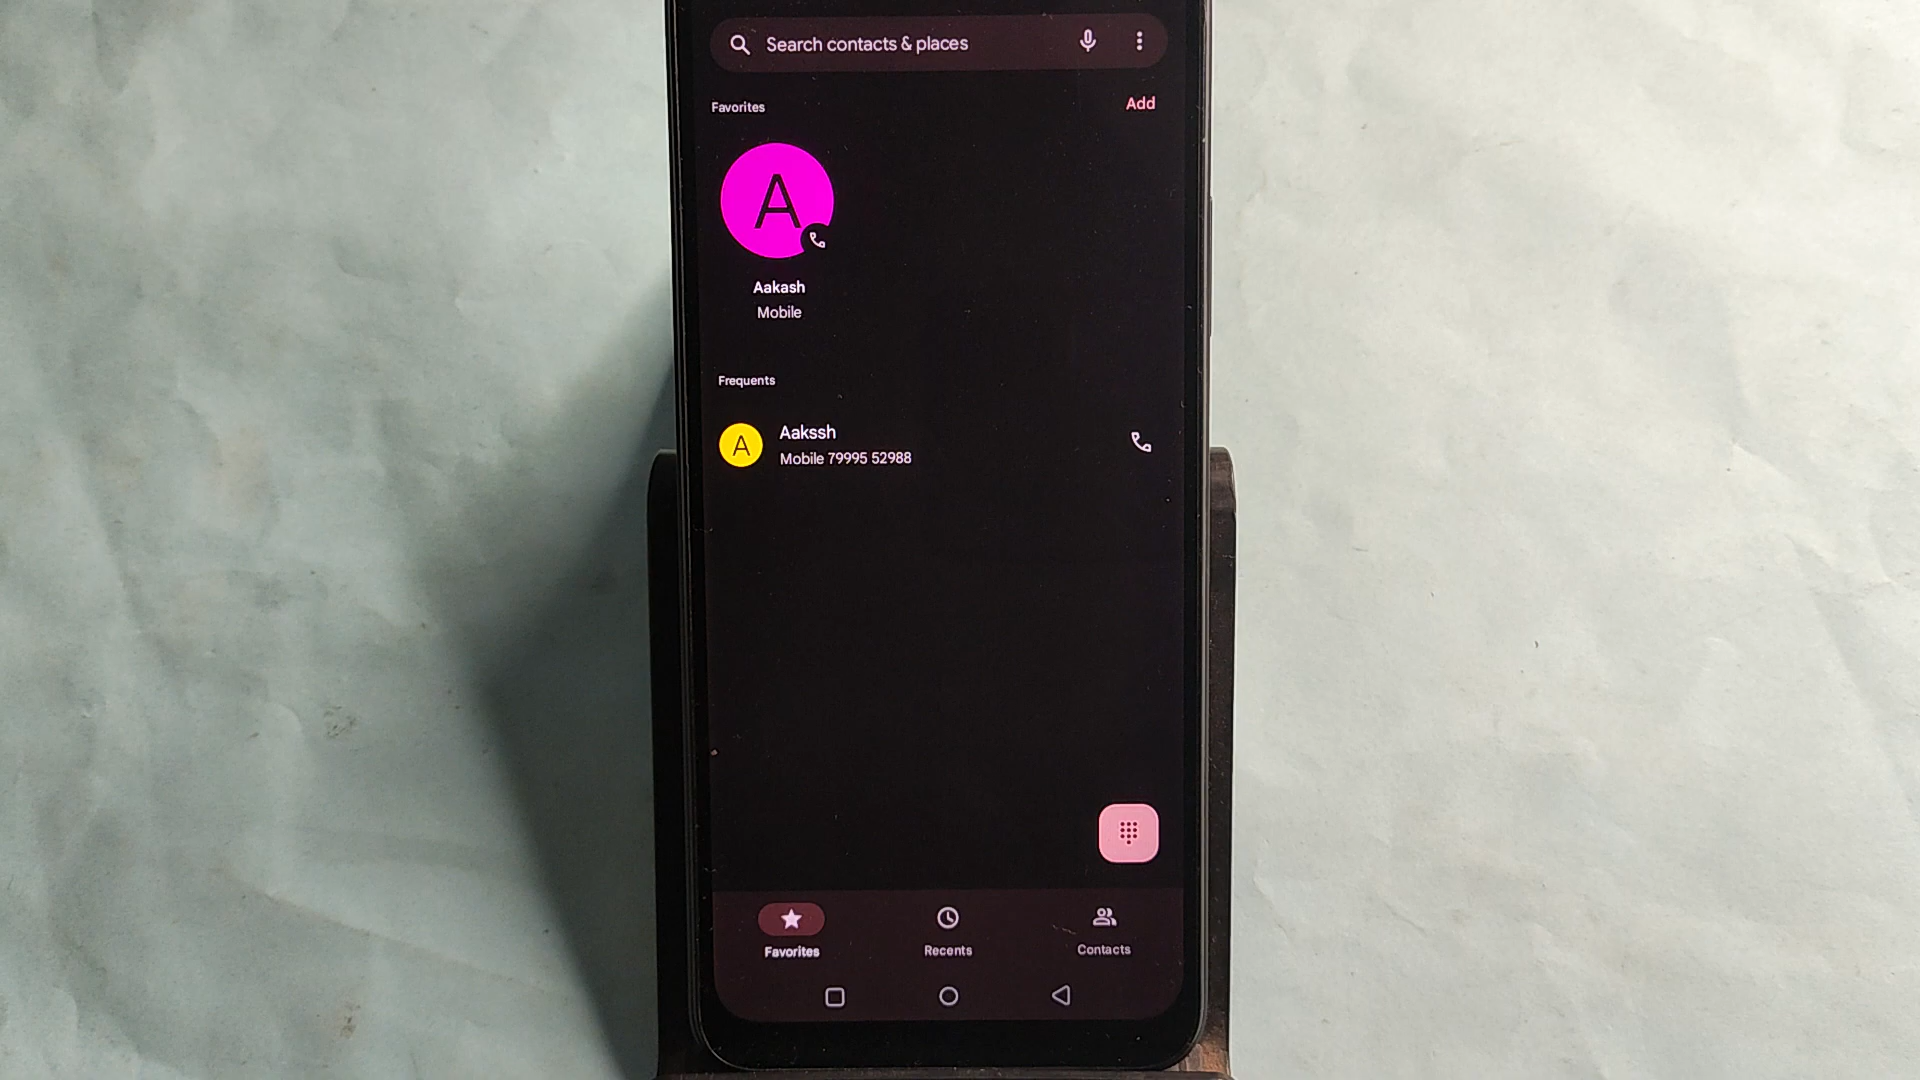 Search contacts & places
Favorites
Add
A
Aakash
Mobile
Frequents
A
Aakssh
Mobile 79995 52988
Favorites
Recents
Contacts